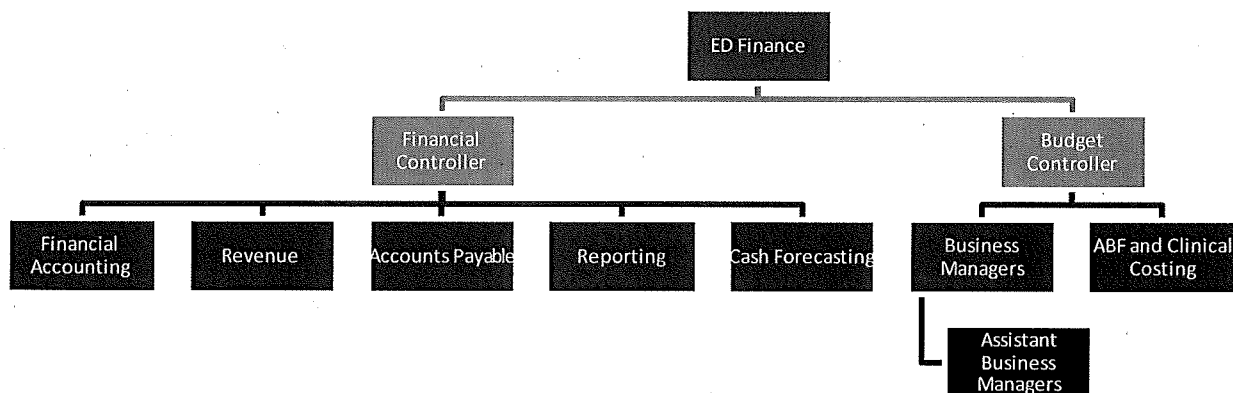 ED Finance
Financial
Controller
Budget
Controller
Financial
Accounting
Revenue
Accounts Payable
Reporting
Cash Forecasting
Business
Managers
ABF and Clinical
Costing
Assistant
Business
Managers